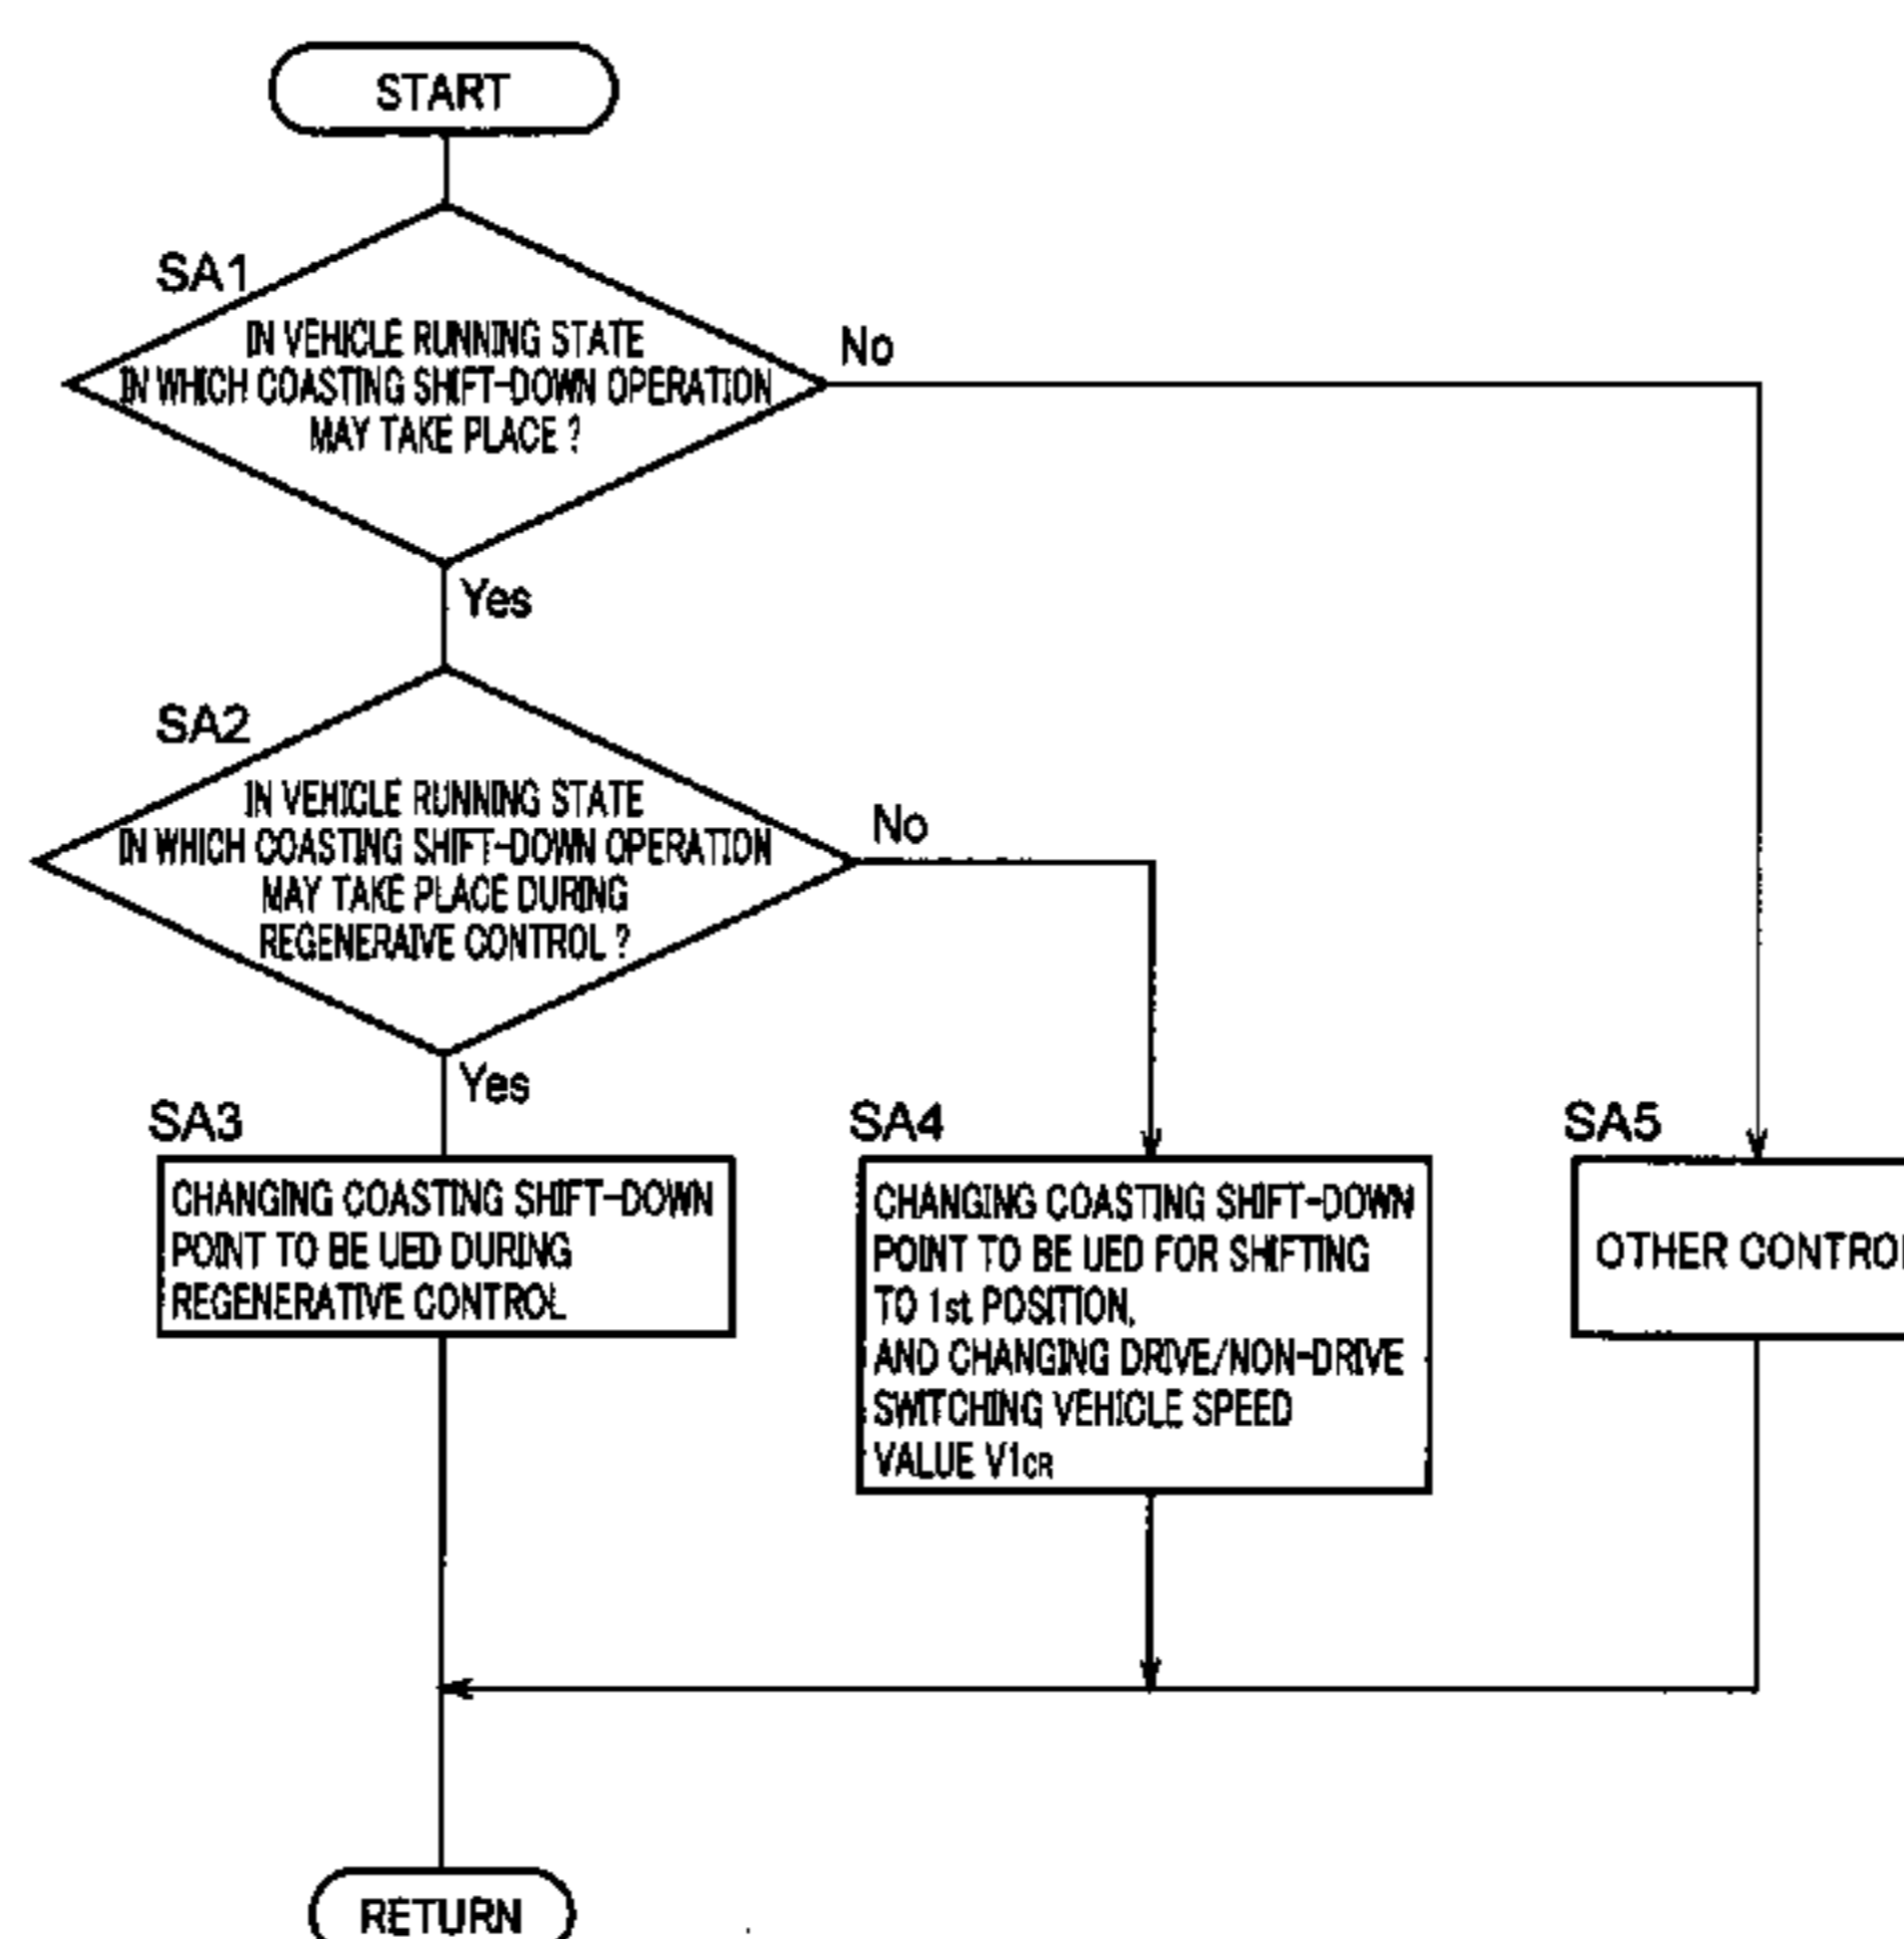 START
SA1
IN VEHICLE RUNNING STATE
IN WHICH COASTING SHIFT-DOWN OPERATION
MAY TAKE PLACE ?
No
Yes
SA2
IN VEHICLE RUNNING STATE
IN WHICH COASTING SHIFT-DOWN OPERATION
MAY TAKE PLACE DURING
REGENERAIVE CONTROL ?
No
Yes
SA3
CHANGING COASTING SHIFT-DOWN
POINT TO BE UED DURING
REGENERATIVE CONTROL
SA4
CHANGING COASTING SHIFT-DOWN
POINT TO BE UED FOR SHIFTING
TO 1st POSITION,
AND CHANGING DRIVE/NON-DRIVE
SWITCHING VEHICLE SPEED
VALUE V1CR
SA5
OTHER CONTROL
RETURN